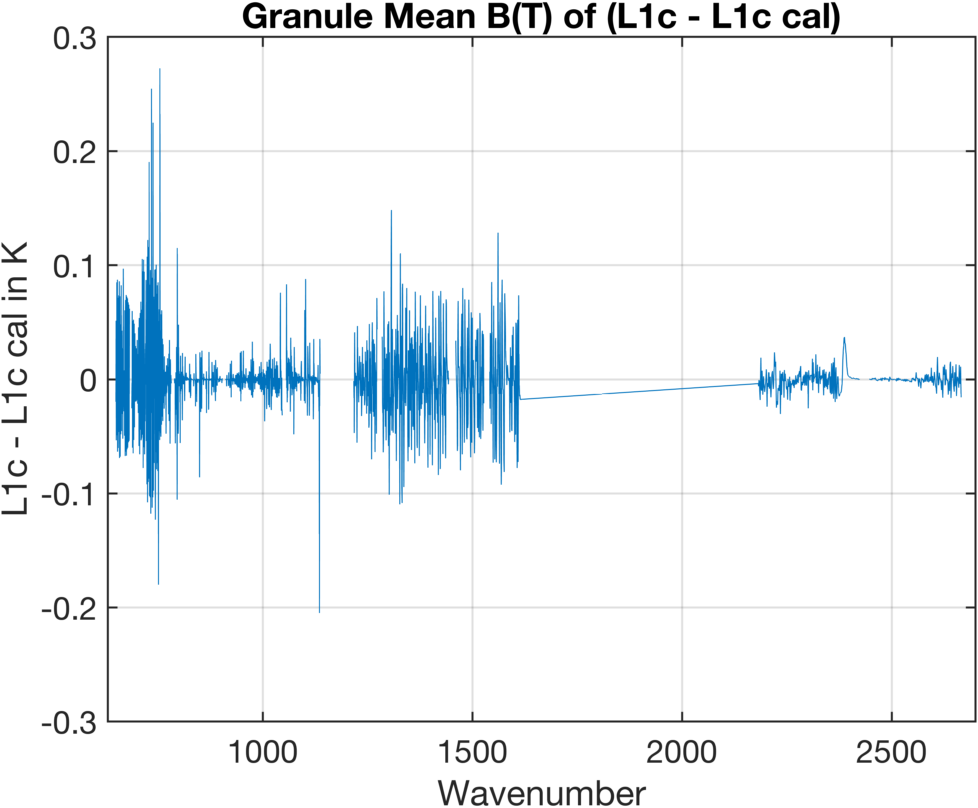 Granule Mean B(T) of (L1c - L1c cal)
L1c - L1c cal in K
0.3
0.2
0.1
0
-0.1
-0.2
-0.3
1000 1500 2000 2500
Wavenumber